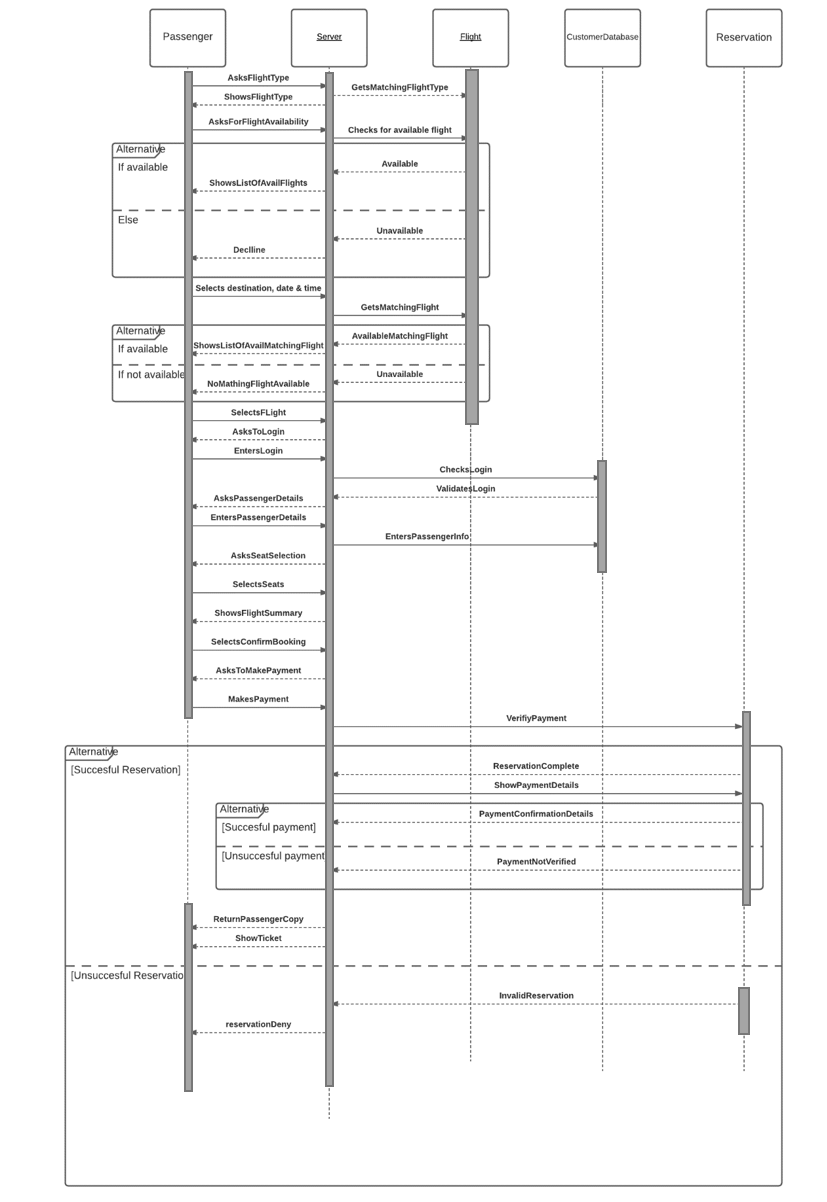 Passenger
Server
Flight
CustomerDatabase
Reservation
AsksFlightType
GetsMatchingFlightType
ShowsFlightType
AsksForFlightAvailability
Checks for available flight
Alternative
If available
Available
ShowsListOfAvailFlights
Else
Unavailable
Declline
Selects destination, date & time
GetsMatchingFlight
Alternative
AvailableMatchingFlight
If available
ShowsListOfAvailMatchingFlight
If not available
Unavailable
NoMathingFlightAvailable
SelectsFLight
AsksToLogin
EntersLogin
ChecksLogin
ValidatesLogin
AsksPassengerDetails
EntersPassengerDetails
EntersPassengerInfo
AsksSeatSelection
SelectsSeats
ShowsFlightSummary
SelectsConfirmBooking
AsksToMakePayment
MakesPayment
VerifiyPayment
Alternative
[Succesful Reservation]
ReservationComplete
ShowPaymentDetails
Alternative
PaymentConfirmationDetails
[Succesful payment]
[Unsuccesful payment
PaymentNotVerified
ReturnPassengerCopy
ShowTicket
[Unsuccesful Reservatio
InvalidReservation
reservationDeny